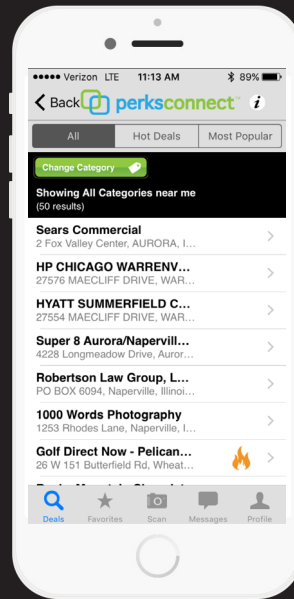 Verizon LTE 11:13 AM 89%
Back perksconnect™ i
All Hot Deals Most Popular
Change Category
Showing All Categories near me
(50 results)
Sears Commercial
2 Fox Valley Center, AURORA, I...
HP CHICAGO WARRENV...
27576 MAECLIFF DRIVE, WAR...
HYATT SUMMERFIELD C...
27554 MAECLIFF DRIVE, WAR...
Super 8 Aurora/Napervill...
4228 Longmeadow Drive, Auror...
Robertson Law Group, L...
PO BOX 6094, Naperville, Illinoi...
1000 Words Photography
1253 Rhodes Lane, Naperville, I...
Golf Direct Now - Pelican...
26 W 151 Butterfield Rd, Wheat...
Deals Favorites Scan Messages Profile